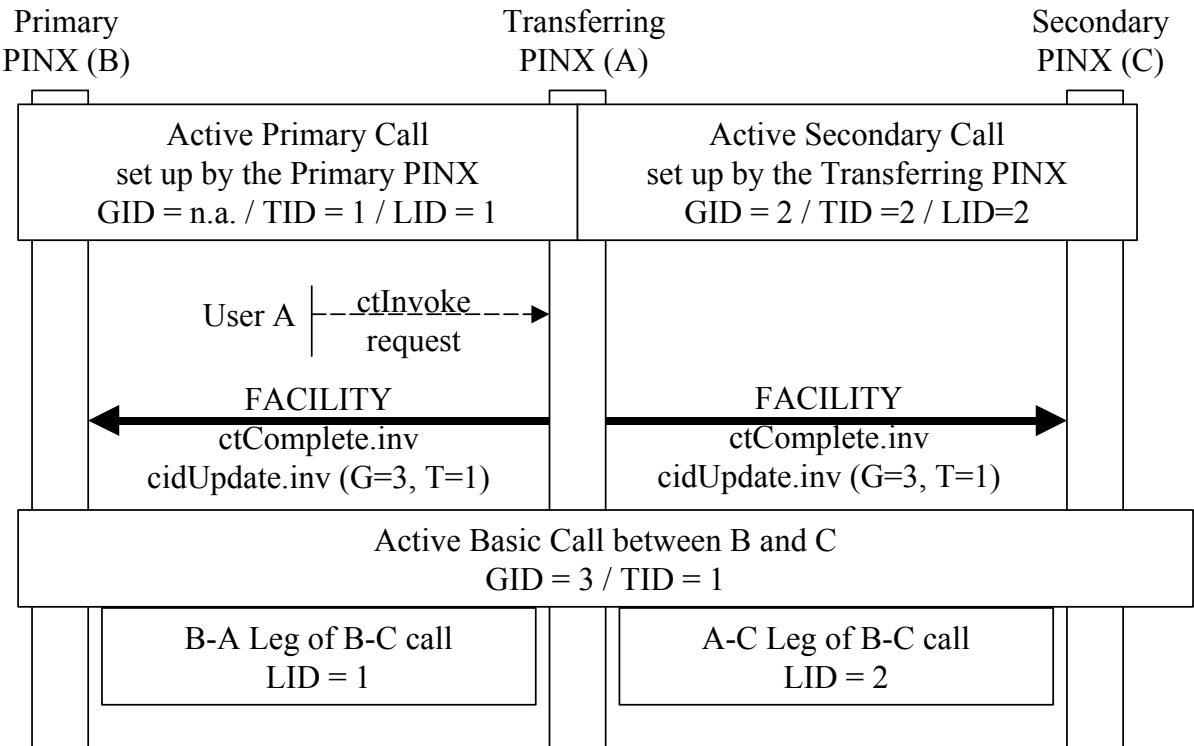 Primary
PINX (B)
Transferring
PINX (A)
Secondary
PINX (C)
Active Primary Call
set up by the Primary PINX
GID = n.a. / TID = 1 / LID = 1
Active Secondary Call
set up by the Transferring PINX
GID = 2 / TID =2 / LID=2
User A
ctInvoke
request
FACILITY
ctComplete.inv
cidUpdate.inv (G=3, T=1)
FACILITY
ctComplete.inv
cidUpdate.inv (G=3, T=1)
Active Basic Call between B and C
GID = 3 / TID = 1
B-A Leg of B-C call
LID = 1
A-C Leg of B-C call
LID = 2